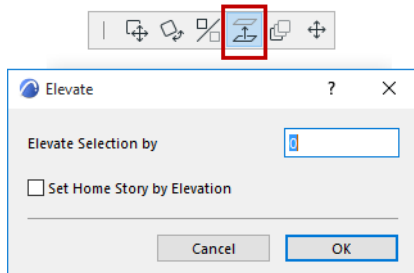 Elevate
?
Elevate Selection by
0
Set Home Story by Elevation
Cancel
OK